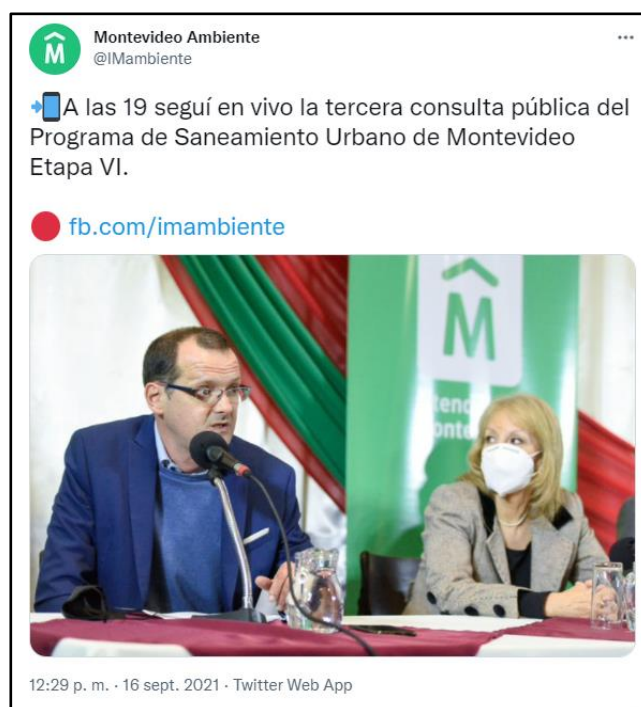 Montevideo Ambiente
@IMambiente
A las 19 seguí en vivo la tercera consulta pública del
Programa de Saneamiento Urbano de Montevideo
Etapa VI.
fb.com/imambiente
M
12:29 p. m. · 16 sept. 2021 · Twitter Web App